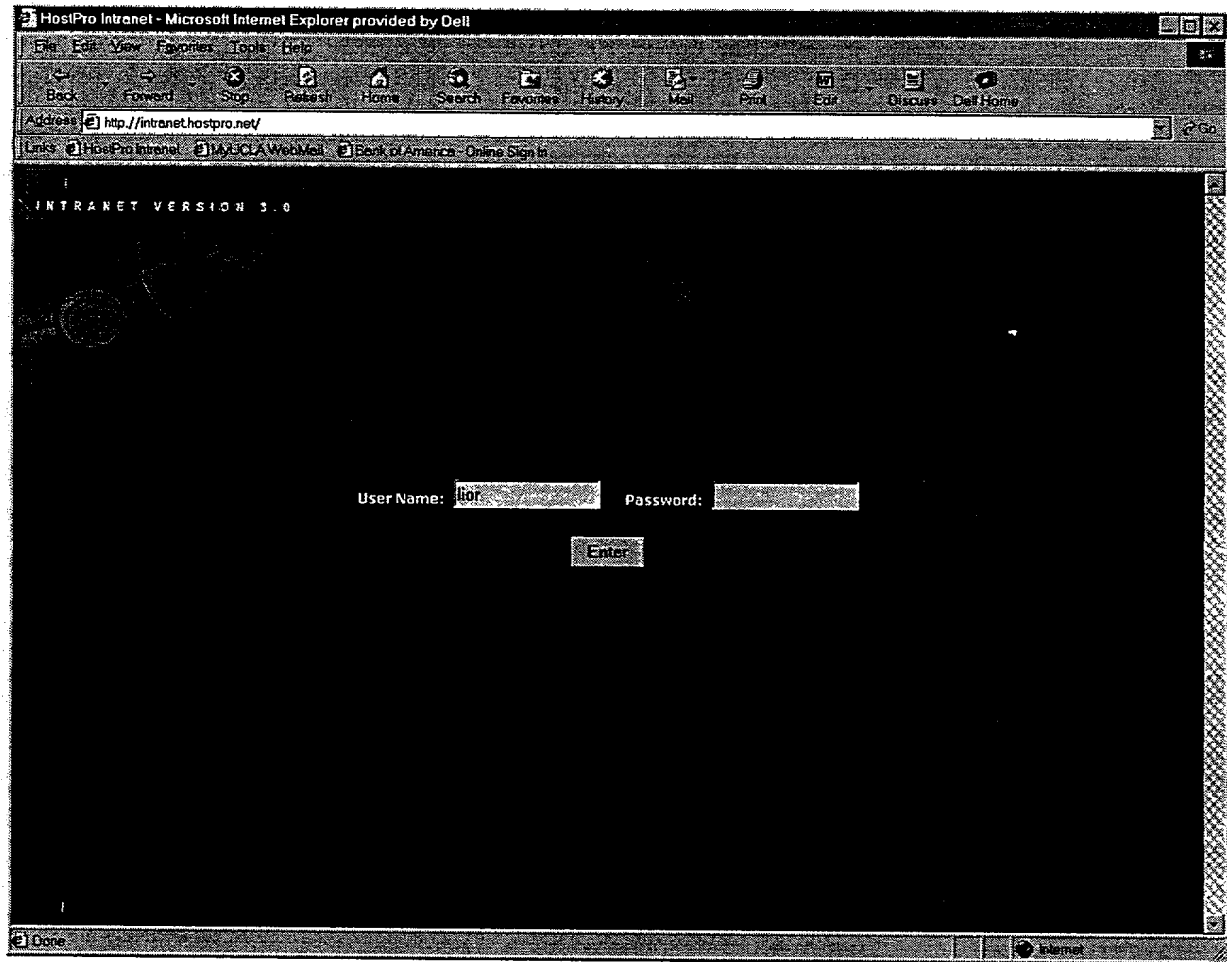 HostPro Intranet - Microsoft Internet Explorer provided by Dell
File Edit View Favorites Tools Help
Back Forward Stop Refresh Home Search Favorites History Mail Print Edit Discuss Dell Home
Address http://intranet.hostpro.net/ Go
Links HostPro Intranet MyUCLA WebMail Bank of America - Online Sign In
INTRANET VERSION 3.0
User Name: lior Password:
Enter
Done Internet